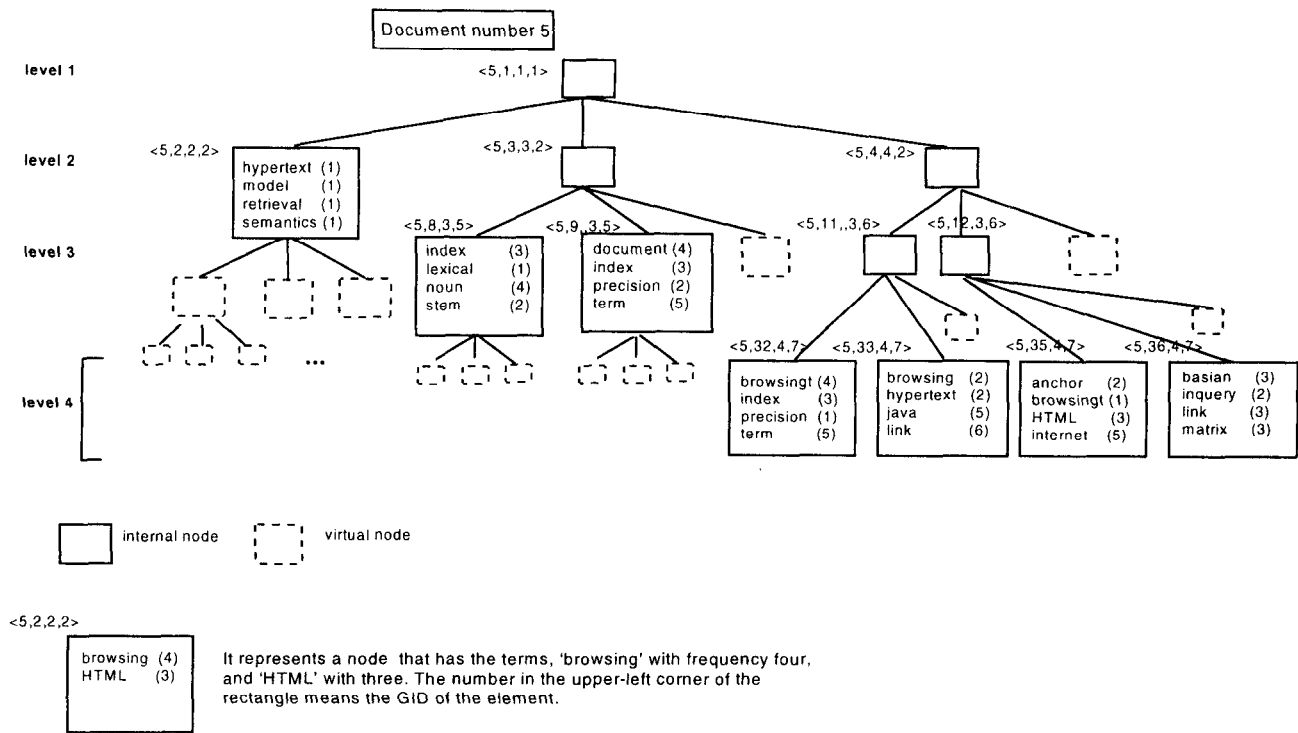 Document number 5
level 1
<5,1,1,1>
level 2
<5,2,2,2>
<5,3,3,2>
<5,4,4,2>
hypertext (1)
model (1)
retrieval (1)
semantics (1)
level 3
<5,8,3,5>
<5,9,,3,5>
<5,11,,3,6>
<5,12,3,6>
index (3)
lexical (1)
noun (4)
stem (2)
document (4)
index (3)
precision (2)
term (5)
...
level 4
<5,32,4,7>
<5,33,4,7>
<5,35,4,7>
<5,36,4,7>
browsingt (4)
index (3)
precision (1)
term (5)
browsing (2)
hypertext (2)
java (5)
link (6)
anchor (2)
browsingt (1)
HTML (3)
internet (5)
basian (3)
inquery (2)
link (3)
matrix (3)
internal node
virtual node
<5,2,2,2>
browsing (4)
HTML (3)
It represents a node that has the terms, 'browsing' with frequency four,
and 'HTML' with three. The number in the upper-left corner of the
rectangle means the GID of the element.